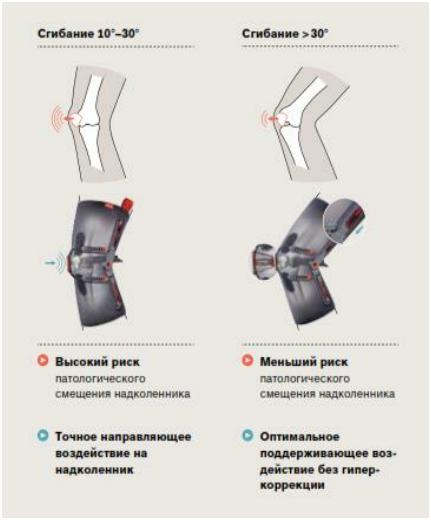 Сгибание 10°–30°
Сгибание > 30°
Высокий риск
патологического
смещения надколенника
Меньший риск
патологического
смещения надколенника
Точное направляющее
воздействие на
надколенник
Оптимальное
поддерживающее воз-
действие без гипер-
коррекции